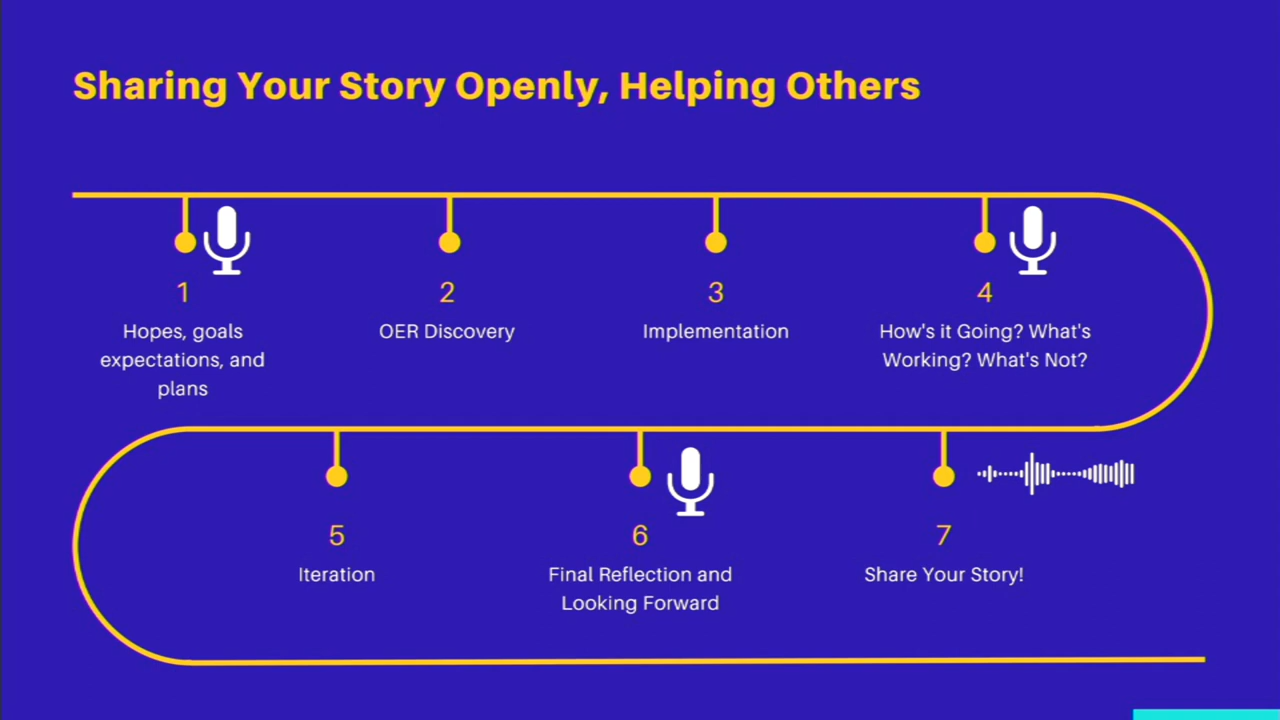 Sharing Your Story Openly, Helping Others
1
Hopes, goals
expectations, and
plans
2
OER Discovery
3
Implementation
4
How's it Going? What's
Working? What's Not?
5
Iteration
6
Final Reflection and
Looking Forward
7
Share Your Story!